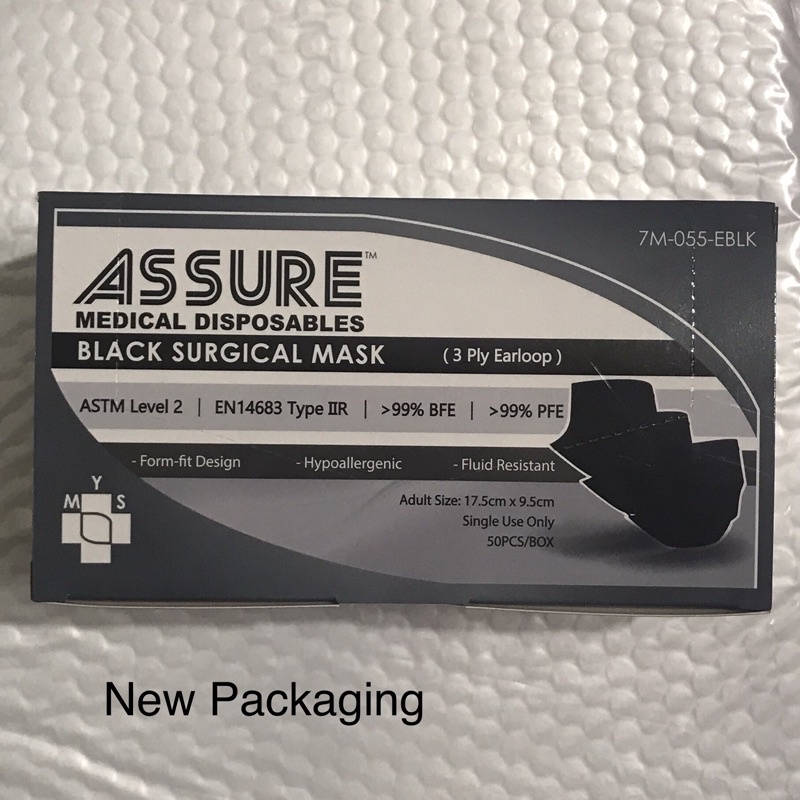 7M-055-EBLK
ASSURE™
MEDICAL DISPOSABLES
BLACK SURGICAL MASK ( 3 Ply Earloop )
ASTM Level 2 | EN14683 Type IIR | >99% BFE | >99% PFE
- Form-fit Design - Hypoallergenic - Fluid Resistant
M Y S
Adult Size: 17.5cm x 9.5cm
Single Use Only
50PCS/BOX
New Packaging